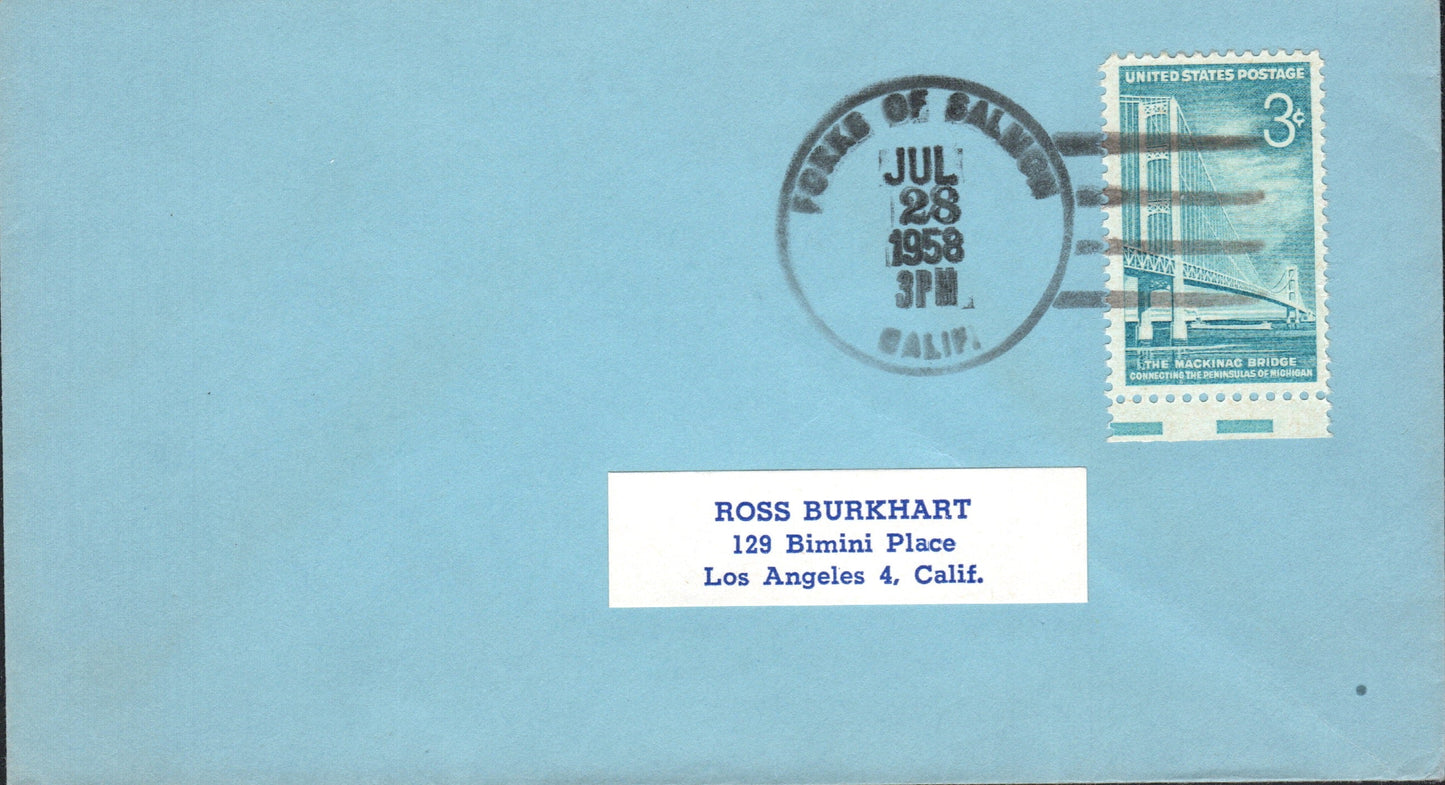 FORKS OF SALMON
JUL
28
1958
3PM
CALIF.
UNITED STATES POSTAGE
3¢
THE MACKINAC BRIDGE
CONNECTING THE PENINSULAS OF MICHIGAN
ROSS BURKHART
129 Bimini Place
Los Angeles 4, Calif.